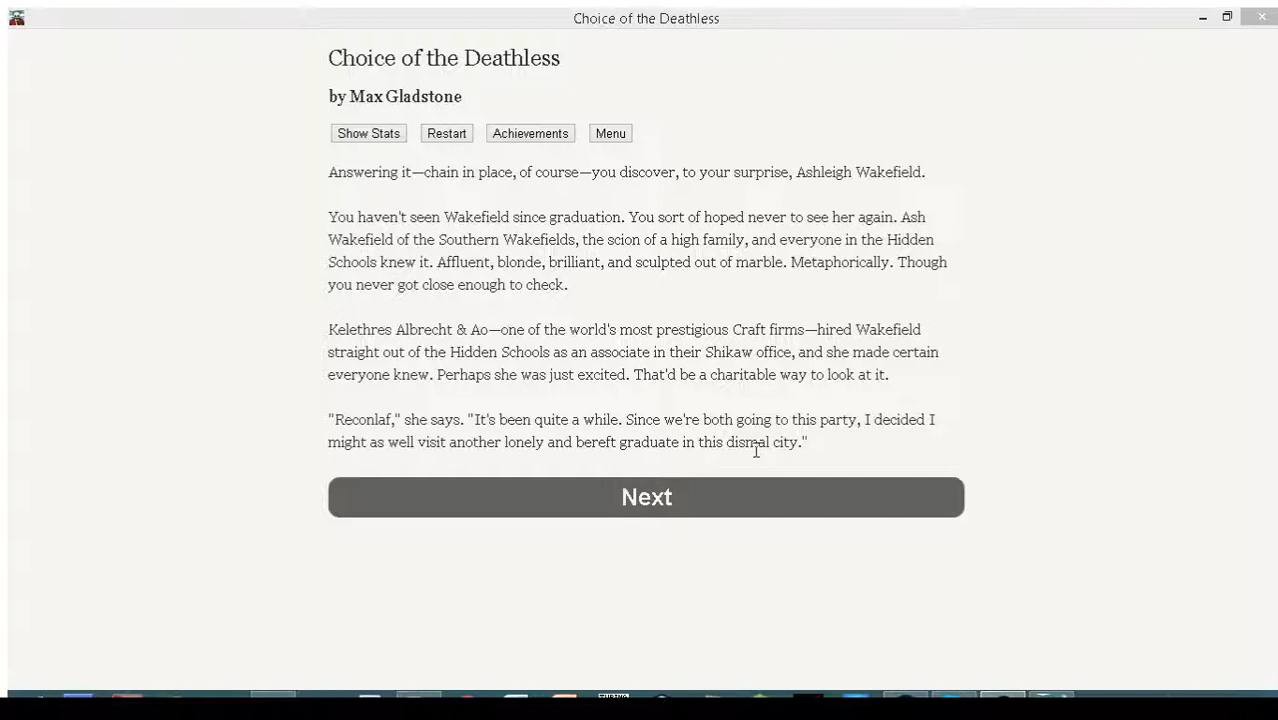 Choice of the Deathless
Choice of the Deathless
by Max Gladstone
Show Stats Restart Achievements Menu
Answering it—chain in place, of course—you discover, to your surprise, Ashleigh Wakefield.
You haven't seen Wakefield since graduation. You sort of hoped never to see her again. Ash
Wakefield of the Southern Wakefields, the scion of a high family, and everyone in the Hidden
Schools knew it. Affluent, blonde, brilliant, and sculpted out of marble. Metaphorically. Though
you never got close enough to check.
Kelethres Albrecht & Ao—one of the world's most prestigious Craft firms—hired Wakefield
straight out of the Hidden Schools as an associate in their Shikaw office, and she made certain
everyone knew. Perhaps she was just excited. That'd be a charitable way to look at it.
"Reconlaf," she says. "It's been quite a while. Since we're both going to this party, I decided I
might as well visit another lonely and bereft graduate in this dismal city."
Next